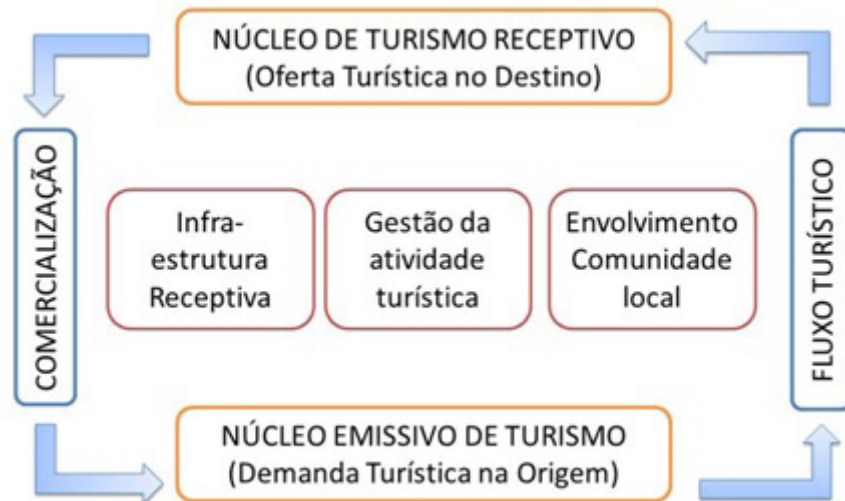 NÚCLEO DE TURISMO RECEPTIVO
(Oferta Turística no Destino)
COMERCIALIZAÇÃO
Infra-
estrutura
Receptiva
Gestão da
atividade
turística
Envolvimento
Comunidade
local
FLUXO TURÍSTICO
NÚCLEO EMISSIVO DE TURISMO
(Demanda Turística na Origem)